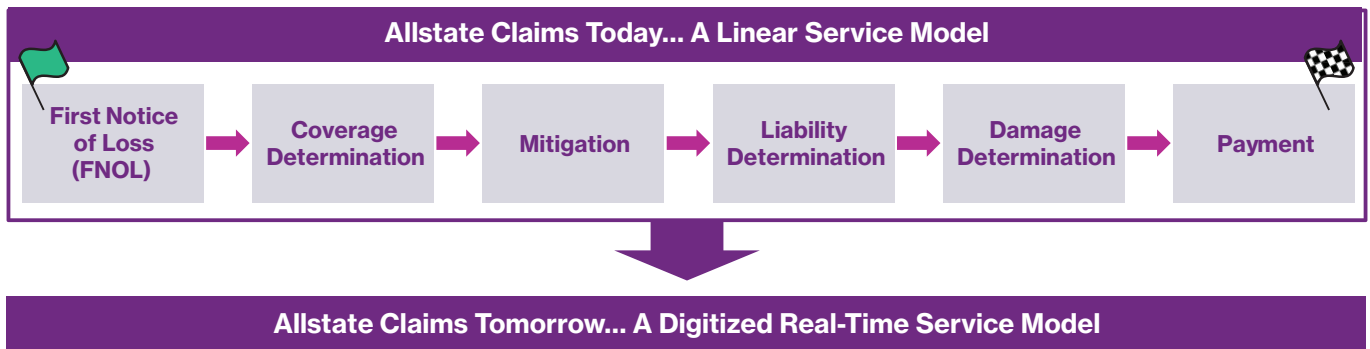 Allstate Claims Today... A Linear Service Model
First Notice
of Loss
(FNOL)
Coverage
Determination
Mitigation
Liability
Determination
Damage
Determination
Payment
Allstate Claims Tomorrow... A Digitized Real-Time Service Model